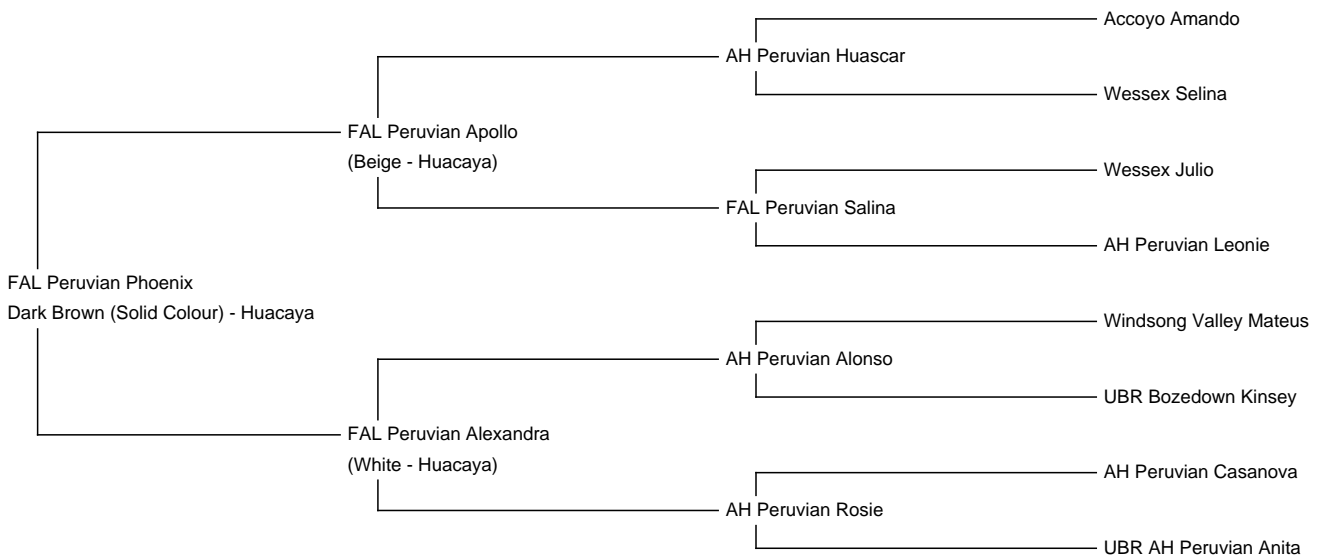 Accoyo Amando
AH Peruvian Huascar
Wessex Selina
FAL Peruvian Apollo
(Beige - Huacaya)
Wessex Julio
FAL Peruvian Salina
AH Peruvian Leonie
FAL Peruvian Phoenix
Dark Brown (Solid Colour) - Huacaya
Windsong Valley Mateus
AH Peruvian Alonso
UBR Bozedown Kinsey
FAL Peruvian Alexandra
(White - Huacaya)
AH Peruvian Casanova
AH Peruvian Rosie
UBR AH Peruvian Anita